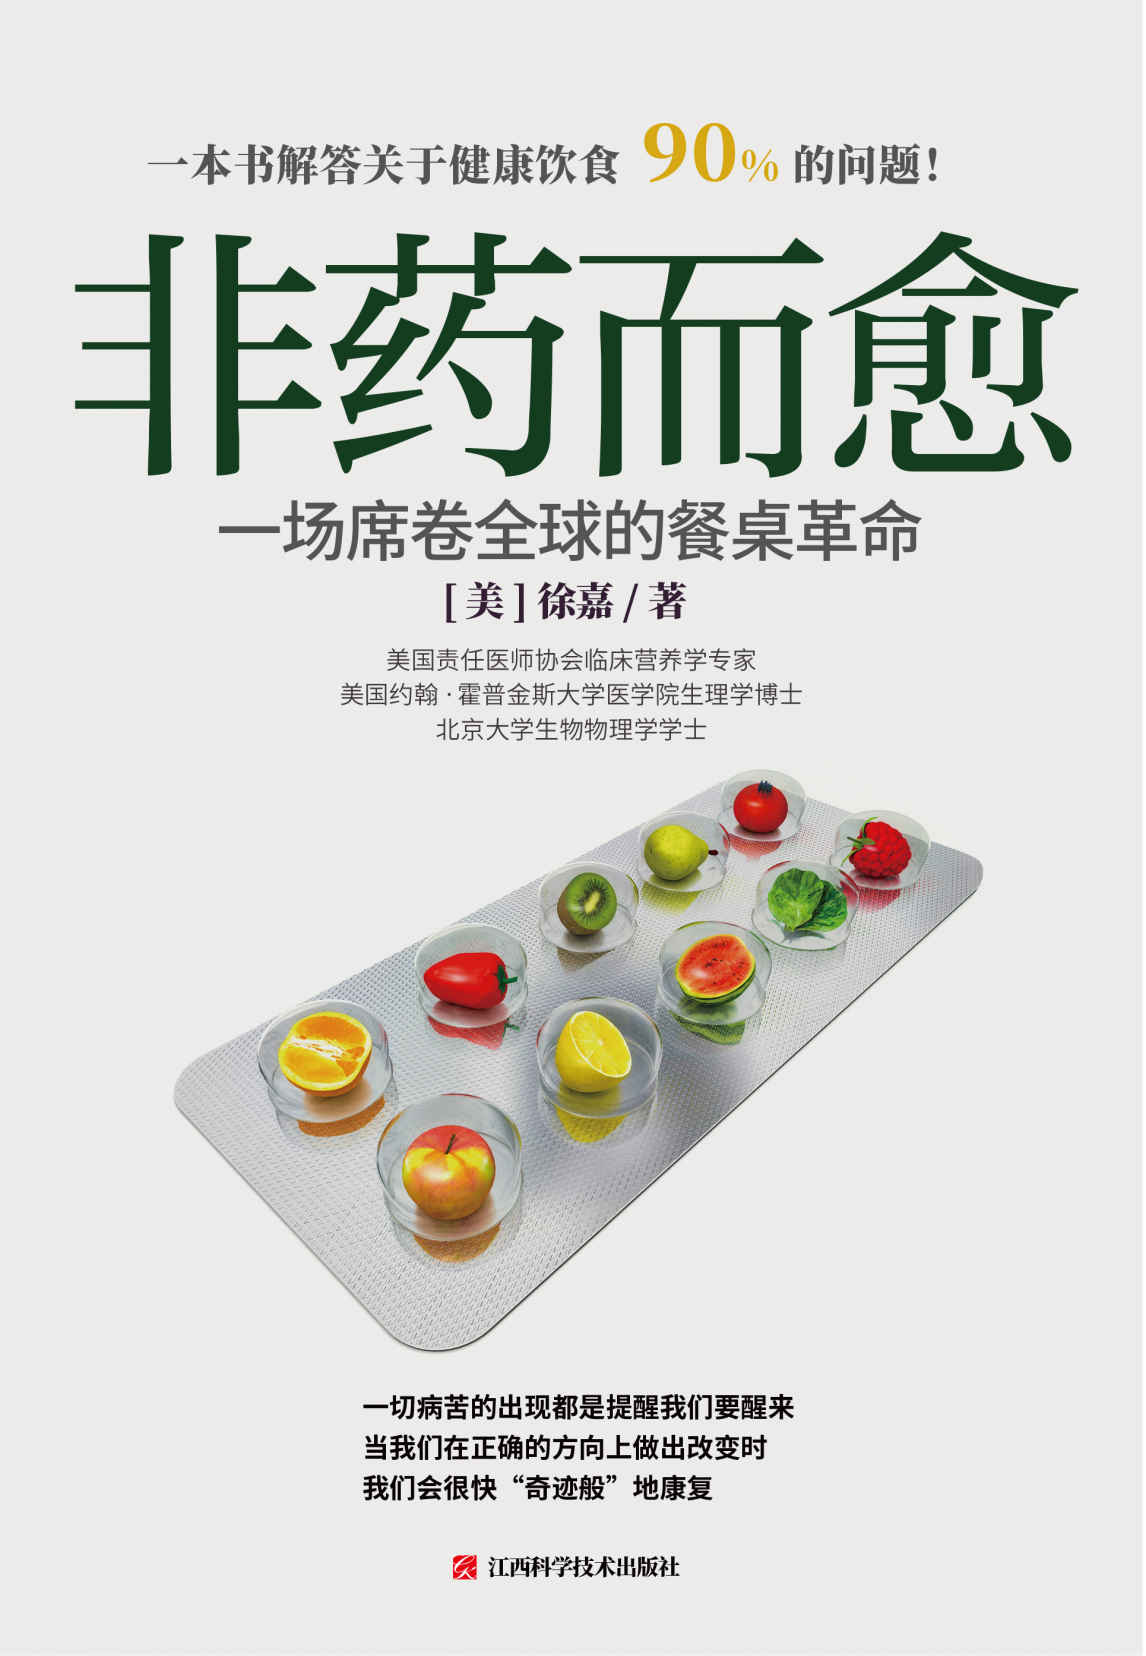 一本书解答关于健康饮食 90% 的问题！
非药而愈
一场席卷全球的餐桌革命
[ 美 ] 徐嘉 / 著
美国责任医师协会临床营养学专家
美国约翰·霍普金斯大学医学院生理学博士
北京大学生物物理学学士
一切病苦的出现都是提醒我们要醒来
当我们在正确的方向上做出改变时
我们会很快“奇迹般”地康复
江西科学技术出版社